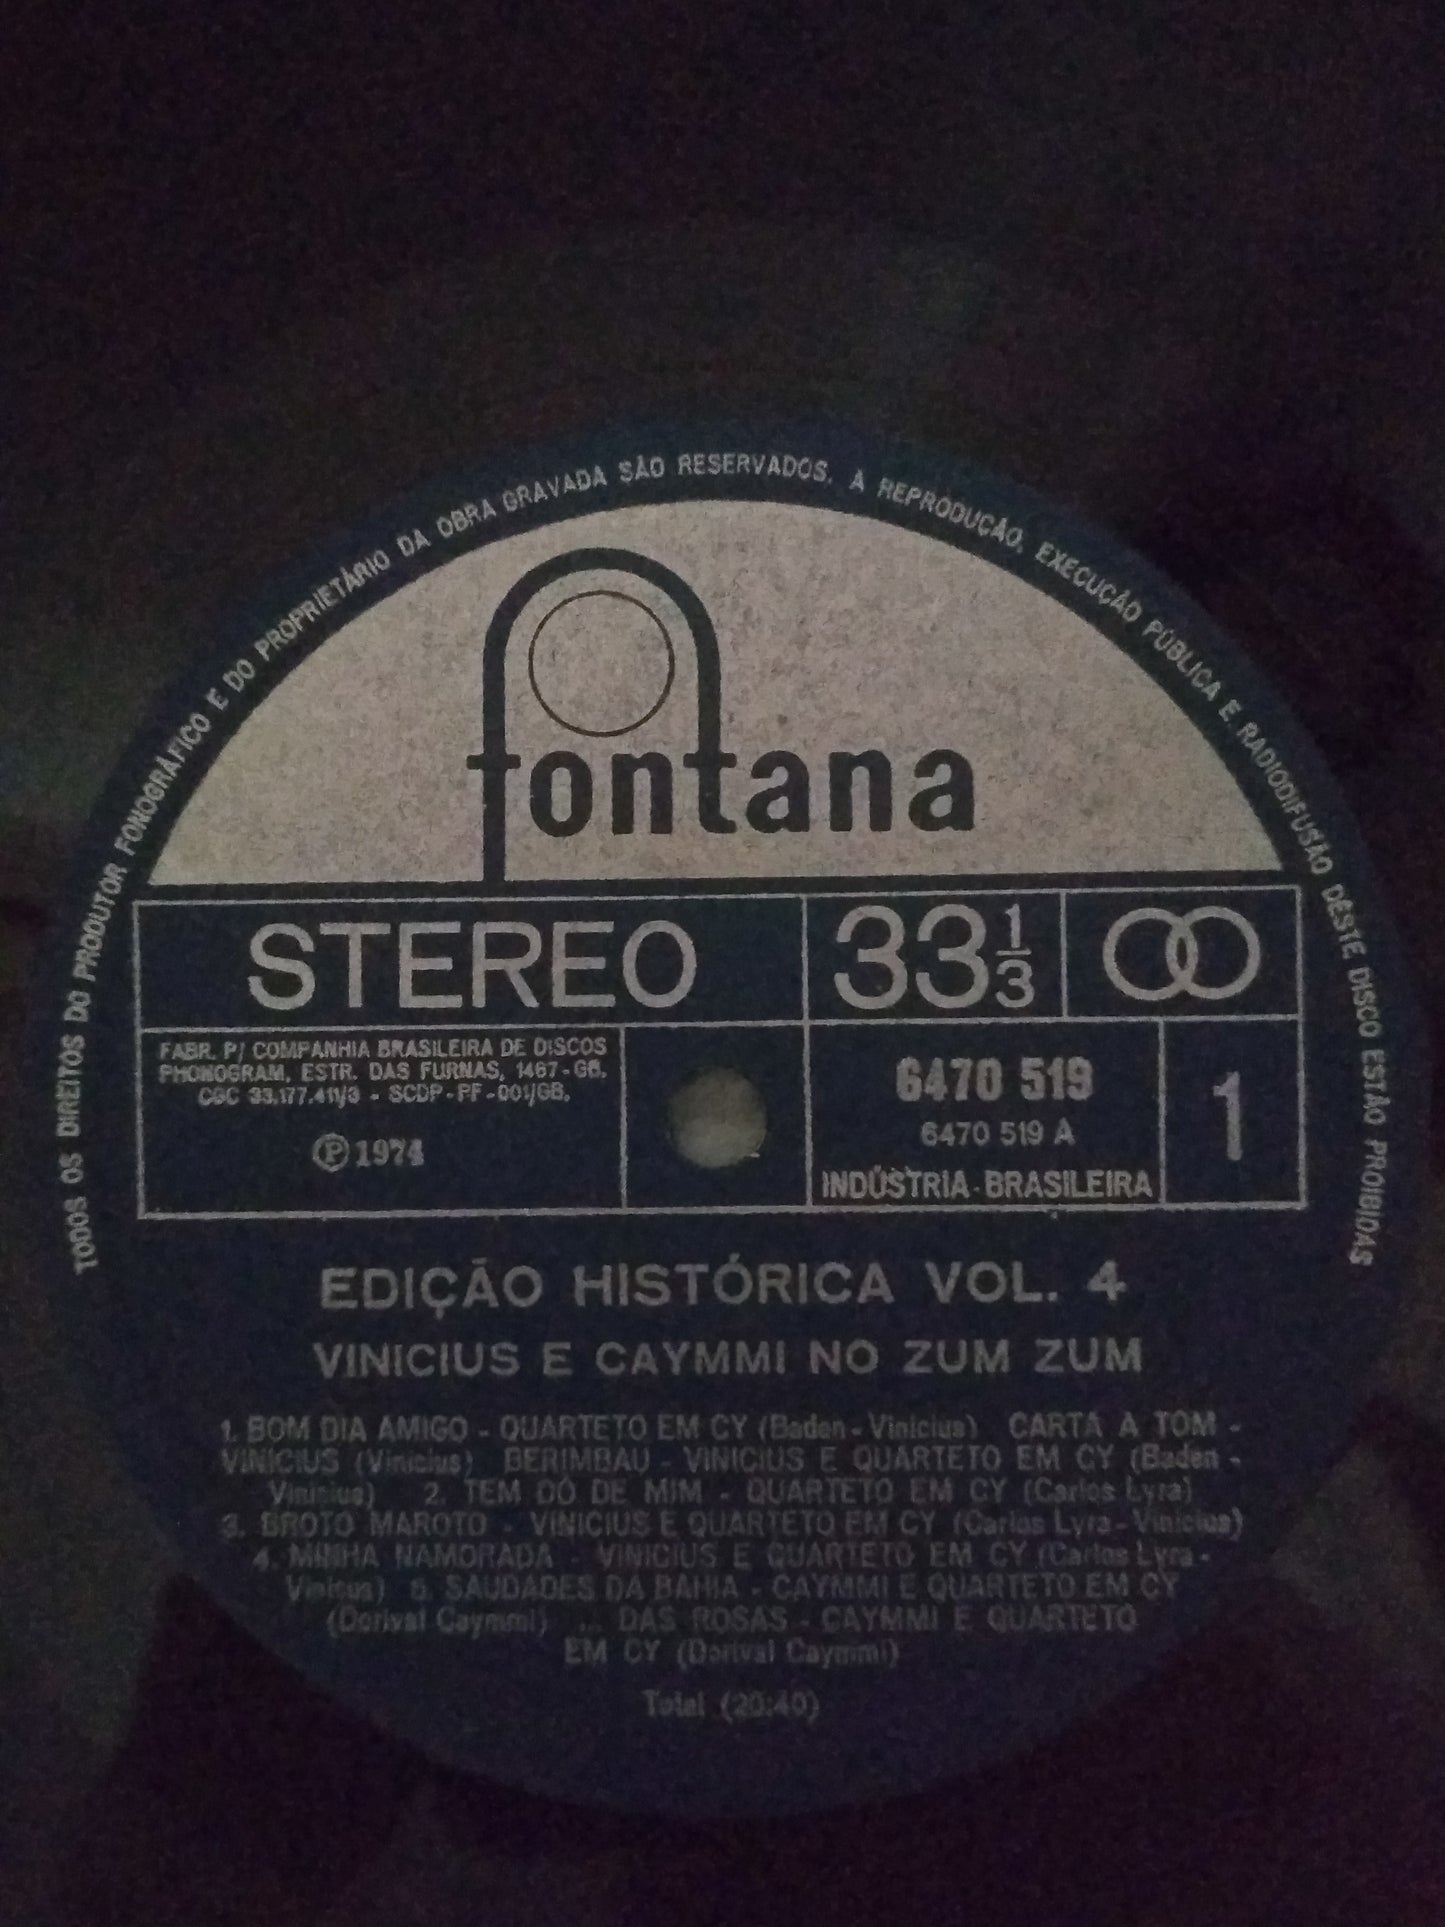 TODOS OS DIREITOS DO PRODUTOR FONOGRÁFICO E DO PROPRIETÁRIO DA OBRA GRAVADA SÃO RESERVADOS. A REPRODUÇÃO, EXECUÇÃO PÚBLICA E RADIODIFUSÃO DÊSTE DISCO ESTÃO PROIBIDAS
fontana
STEREO
33 1/3
FABR. P/ COMPANHIA BRASILEIRA DE DISCOS
PHONOGRAM, ESTR. DAS FURNAS, 1467-GB.
CGC 33.177.411/3 - SCDP-PF-001/GB.
Ⓟ 1974
6470 519
6470 519 A
INDÚSTRIA-BRASILEIRA
1
EDIÇÃO HISTÓRICA VOL. 4
VINICIUS E CAYMMI NO ZUM ZUM
1. BOM DIA AMIGO - QUARTETO EM CY (Baden-Vinicius) CARTA A TOM -
VINICIUS (Vinicius) BERIMBAU - VINICIUS E QUARTETO EM CY (Baden -
Vinicius) 2. TEM DÓ DE MIM - QUARTETO EM CY (Carlos Lyra)
3. BROTO MAROTO - VINICIUS E QUARTETO EM CY (Carlos Lyra-Vinicius)
4. MINHA NAMORADA - VINICIUS E QUARTETO EM CY (Carlos Lyra-
Vinicius) 5. SAUDADES DA BAHIA - CAYMMI E QUARTETO EM CY
(Dorival Caymmi) DAS ROSAS - CAYMMI E QUARTETO
EM CY (Dorival Caymmi)
Total (20:40)